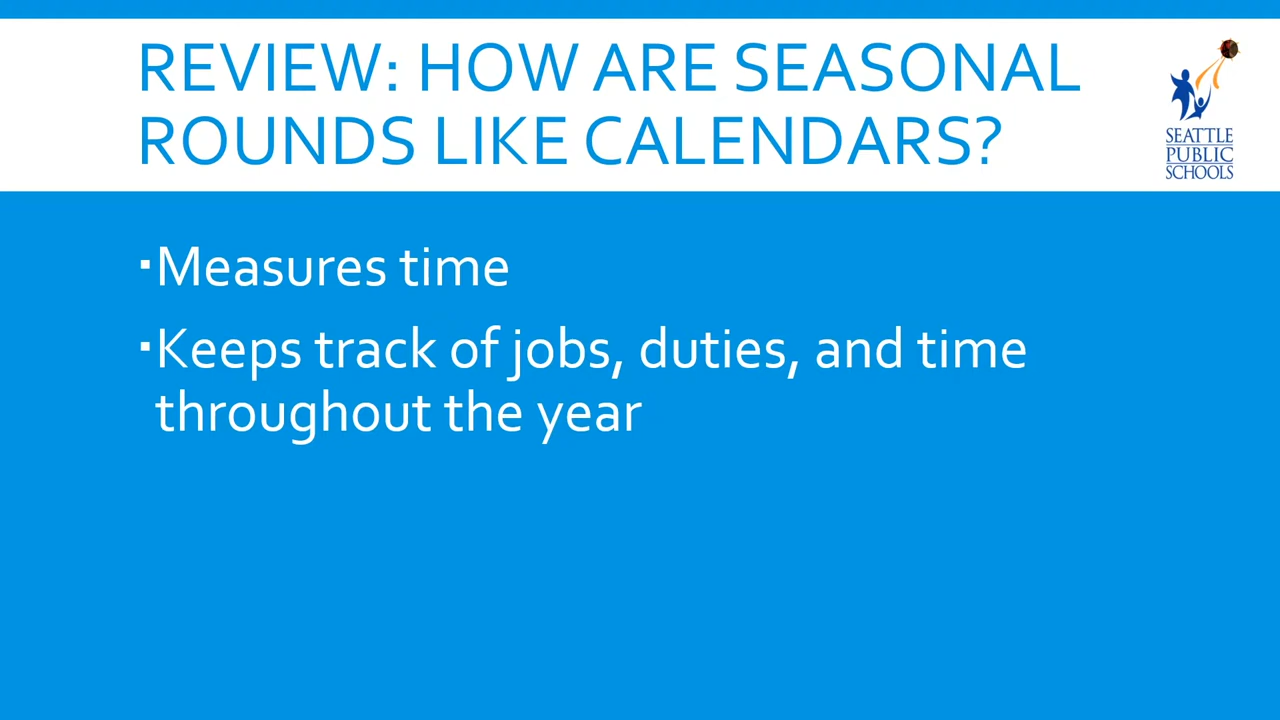 REVIEW: HOW ARE SEASONAL
ROUNDS LIKE CALENDARS?
SEATTLE
PUBLIC
SCHOOLS
▪Measures time
▪Keeps track of jobs, duties, and time
throughout the year